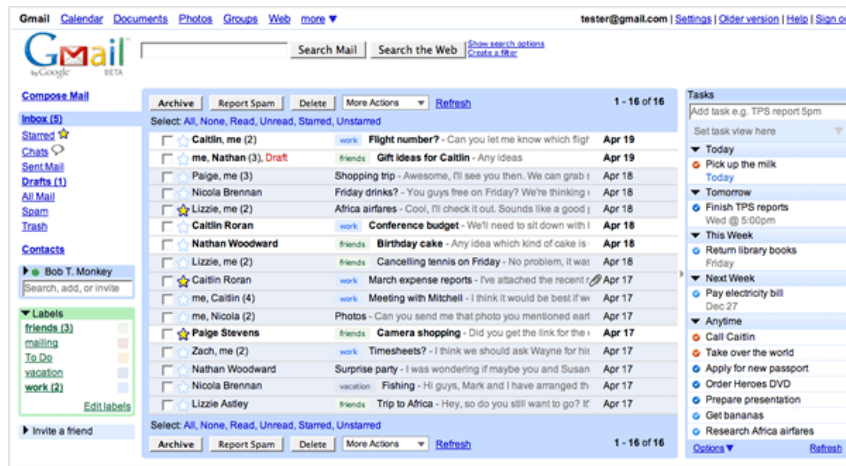 Gmail Calendar Documents Photos Groups Web more ▼
tester@gmail.com | Settings | Older version | Help | Sign
Gmail
by Google BETA
Search Mail Search the Web Show search options
Create a filter
Compose Mail
Inbox (5)
Starred
Chats
Sent Mail
Drafts (1)
All Mail
Spam
Trash
Contacts
Bob T. Monkey
Search, add, or invite
Labels
friends (3)
mailing
To Do
vacation
work (2)
Edit labels
Invite a friend
Archive Report Spam Delete More Actions Refresh 1 - 16 of 16
Select: All, None, Read, Unread, Starred, Unstarred
Caitlin, me (2) work Flight number? - Can you let me know which fligh Apr 19
me, Nathan (3), Draft friends Gift ideas for Caitlin - Any ideas Apr 19
Paige, me (3) Shopping trip - Awesome, I'll see you then. We can grab s Apr 18
Nicola Brennan Friday drinks? - You guys free on Friday? We're thinking Apr 18
Lizzie, me (2) Africa airfares - Cool, I'll check it out. Sounds like a good Apr 18
Caitlin Roran work Conference budget - We'll need to sit down with Apr 18
Nathan Woodward friends Birthday cake - Any idea which kind of cake is Apr 18
Lizzie, me (2) friends Cancelling tennis on Friday - No problem, it was Apr 18
Caitlin Roran work March expense reports - I've attached the recent Apr 17
me, Caitlin (4) work Meeting with Mitchell - I think it would be best if we Apr 17
me, Nicola (2) Photos - Can you send me that photo you mentioned earl Apr 17
Paige Stevens friends Camera shopping - Did you get the link for the Apr 17
Zach, me (2) work Timesheets? - I think we should ask Wayne for his Apr 17
Nathan Woodward Surprise party - I was wondering if maybe you and Susan Apr 17
Nicola Brennan vacation Fishing - Hi guys, Mark and I have arranged th Apr 17
Lizzie Astley friends Trip to Africa - Hey, so do you still want to go? It' Apr 17
Select: All, None, Read, Unread, Starred, Unstarred
Archive Report Spam Delete More Actions Refresh 1 - 16 of 16
Tasks
Add task e.g. TPS report 5pm
Set task view here
Today
Pick up the milk
Today
Tomorrow
Finish TPS reports
Wed @ 5:00pm
This Week
Return library books
Friday
Next Week
Pay electricity bill
Dec 27
Anytime
Call Caitlin
Take over the world
Apply for new passport
Order Heroes DVD
Prepare presentation
Get bananas
Research Africa airfares
Options ▼ Refresh